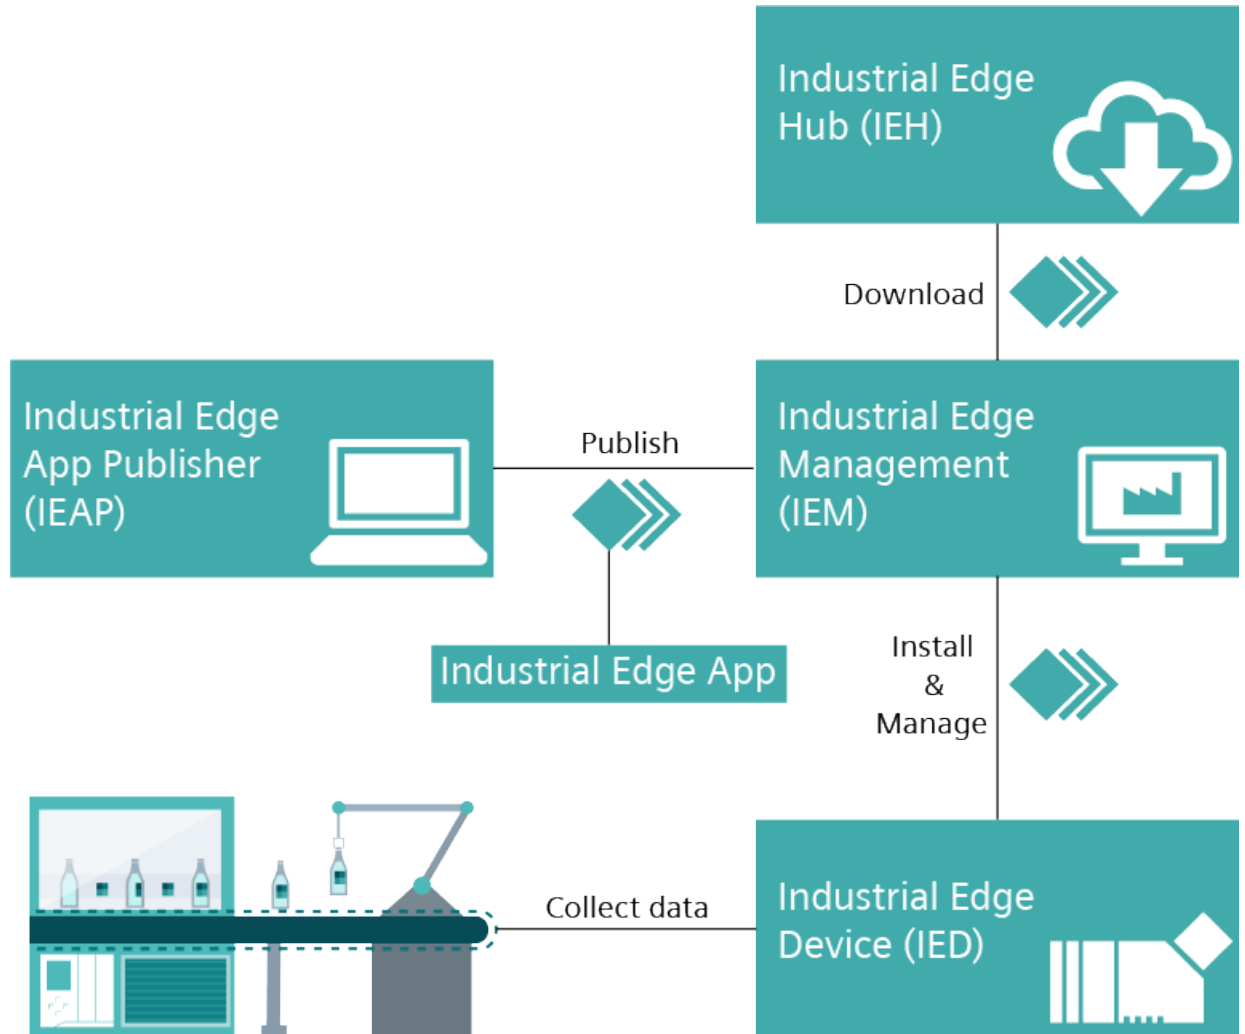 Industrial Edge
Hub (IEH)
Download
Industrial Edge
App Publisher
(IEAP)
Publish
Industrial Edge
Management
(IEM)
Industrial Edge App
Install
&
Manage
Collect data
Industrial Edge
Device (IED)